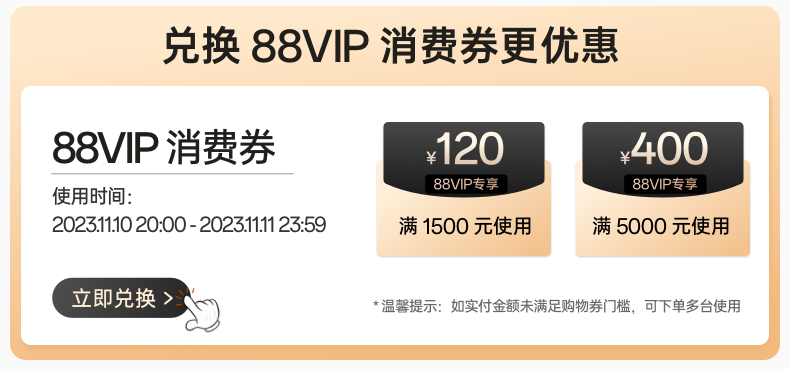 兑换 88VIP 消费券更优惠
88VIP 消费券
使用时间：
2023.11.10 20:00 - 2023.11.11 23:59
立即兑换 >
¥120
88VIP专享
满 1500 元使用
¥400
88VIP专享
满 5000 元使用
*温馨提示：如实付金额未满足购物券门槛，可下单多台使用